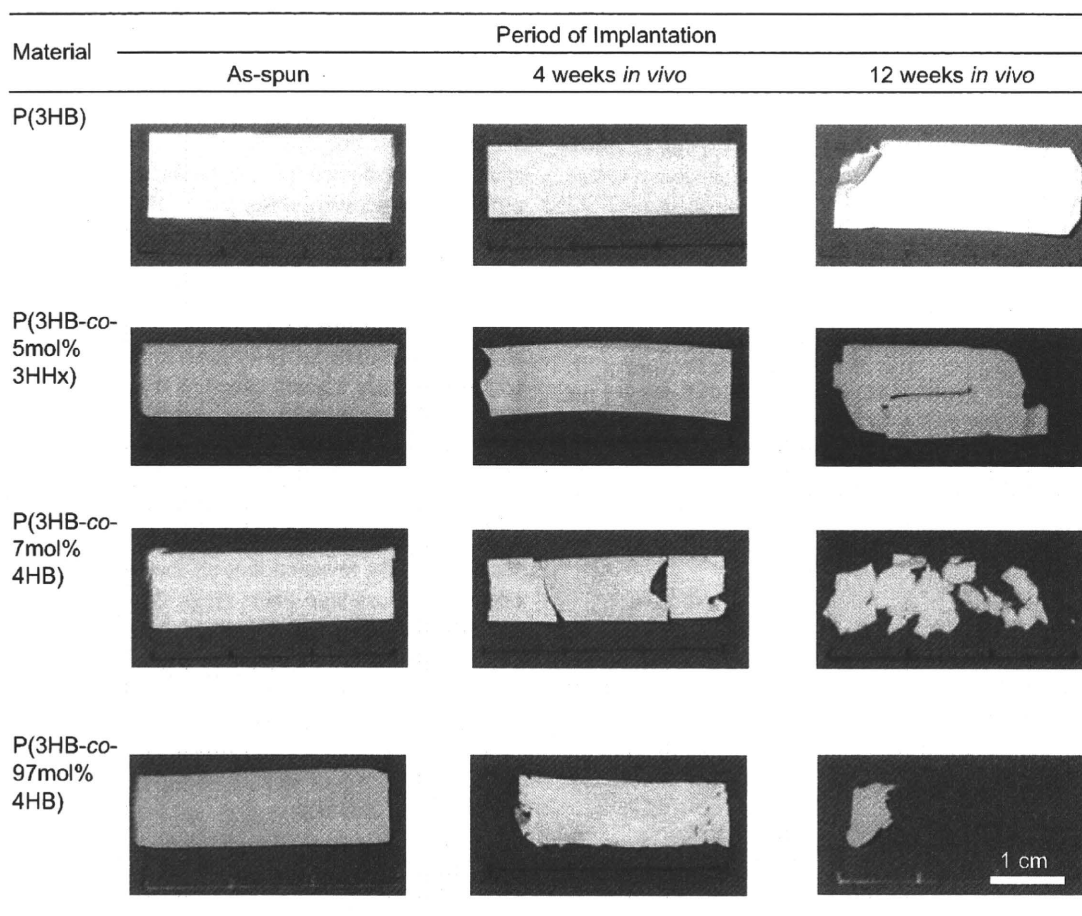 Material
Period of Implantation
As-spun
4 weeks in vivo
12 weeks in vivo
P(3HB)
P(3HB-co-
5mol%
3HHx)
P(3HB-co-
7mol%
4HB)
P(3HB-co-
97mol%
4HB)
1 cm